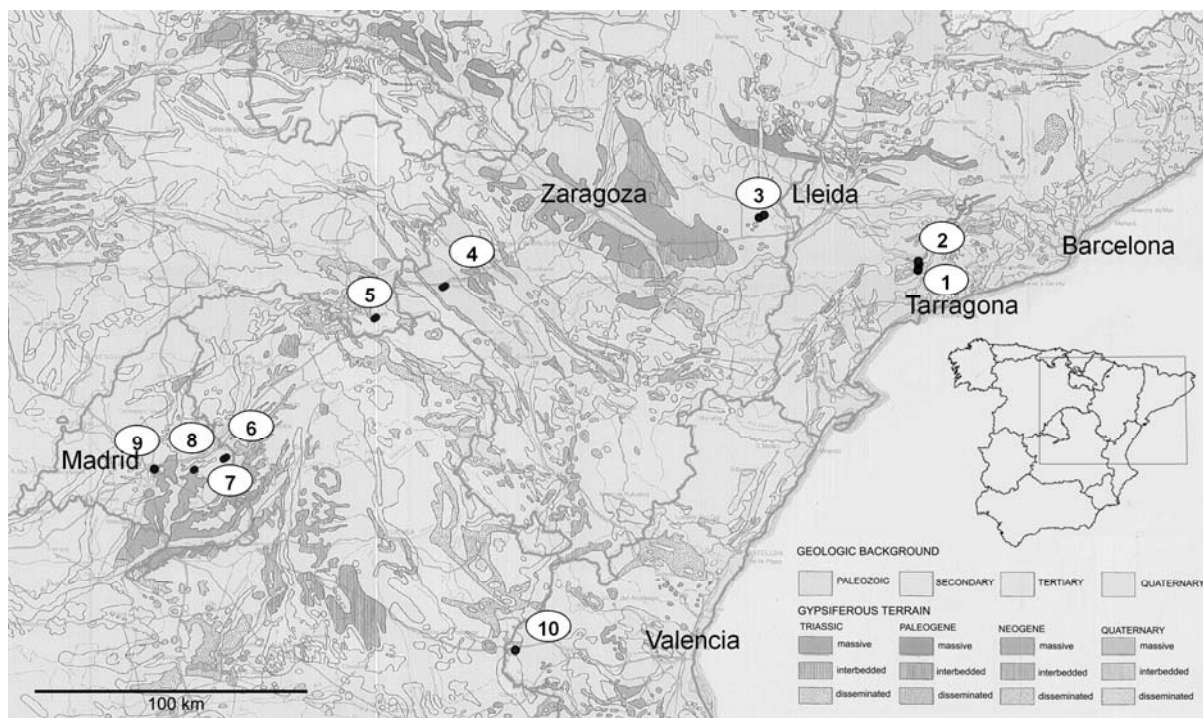 Zaragoza
3
Lleida
2
Barcelona
4
1
5
Tarragona
6
9
8
Madrid
7
10
Valencia
100 km
GEOLOGIC BACKGROUND
PALEOZOIC SECONDARY TERTIARY QUATERNARY
GYPSIFEROUS TERRAIN
TRIASSIC PALEOGENE NEOGENE QUATERNARY
massive massive massive massive
interbedded interbedded interbedded interbedded
disseminated disseminated disseminated disseminated